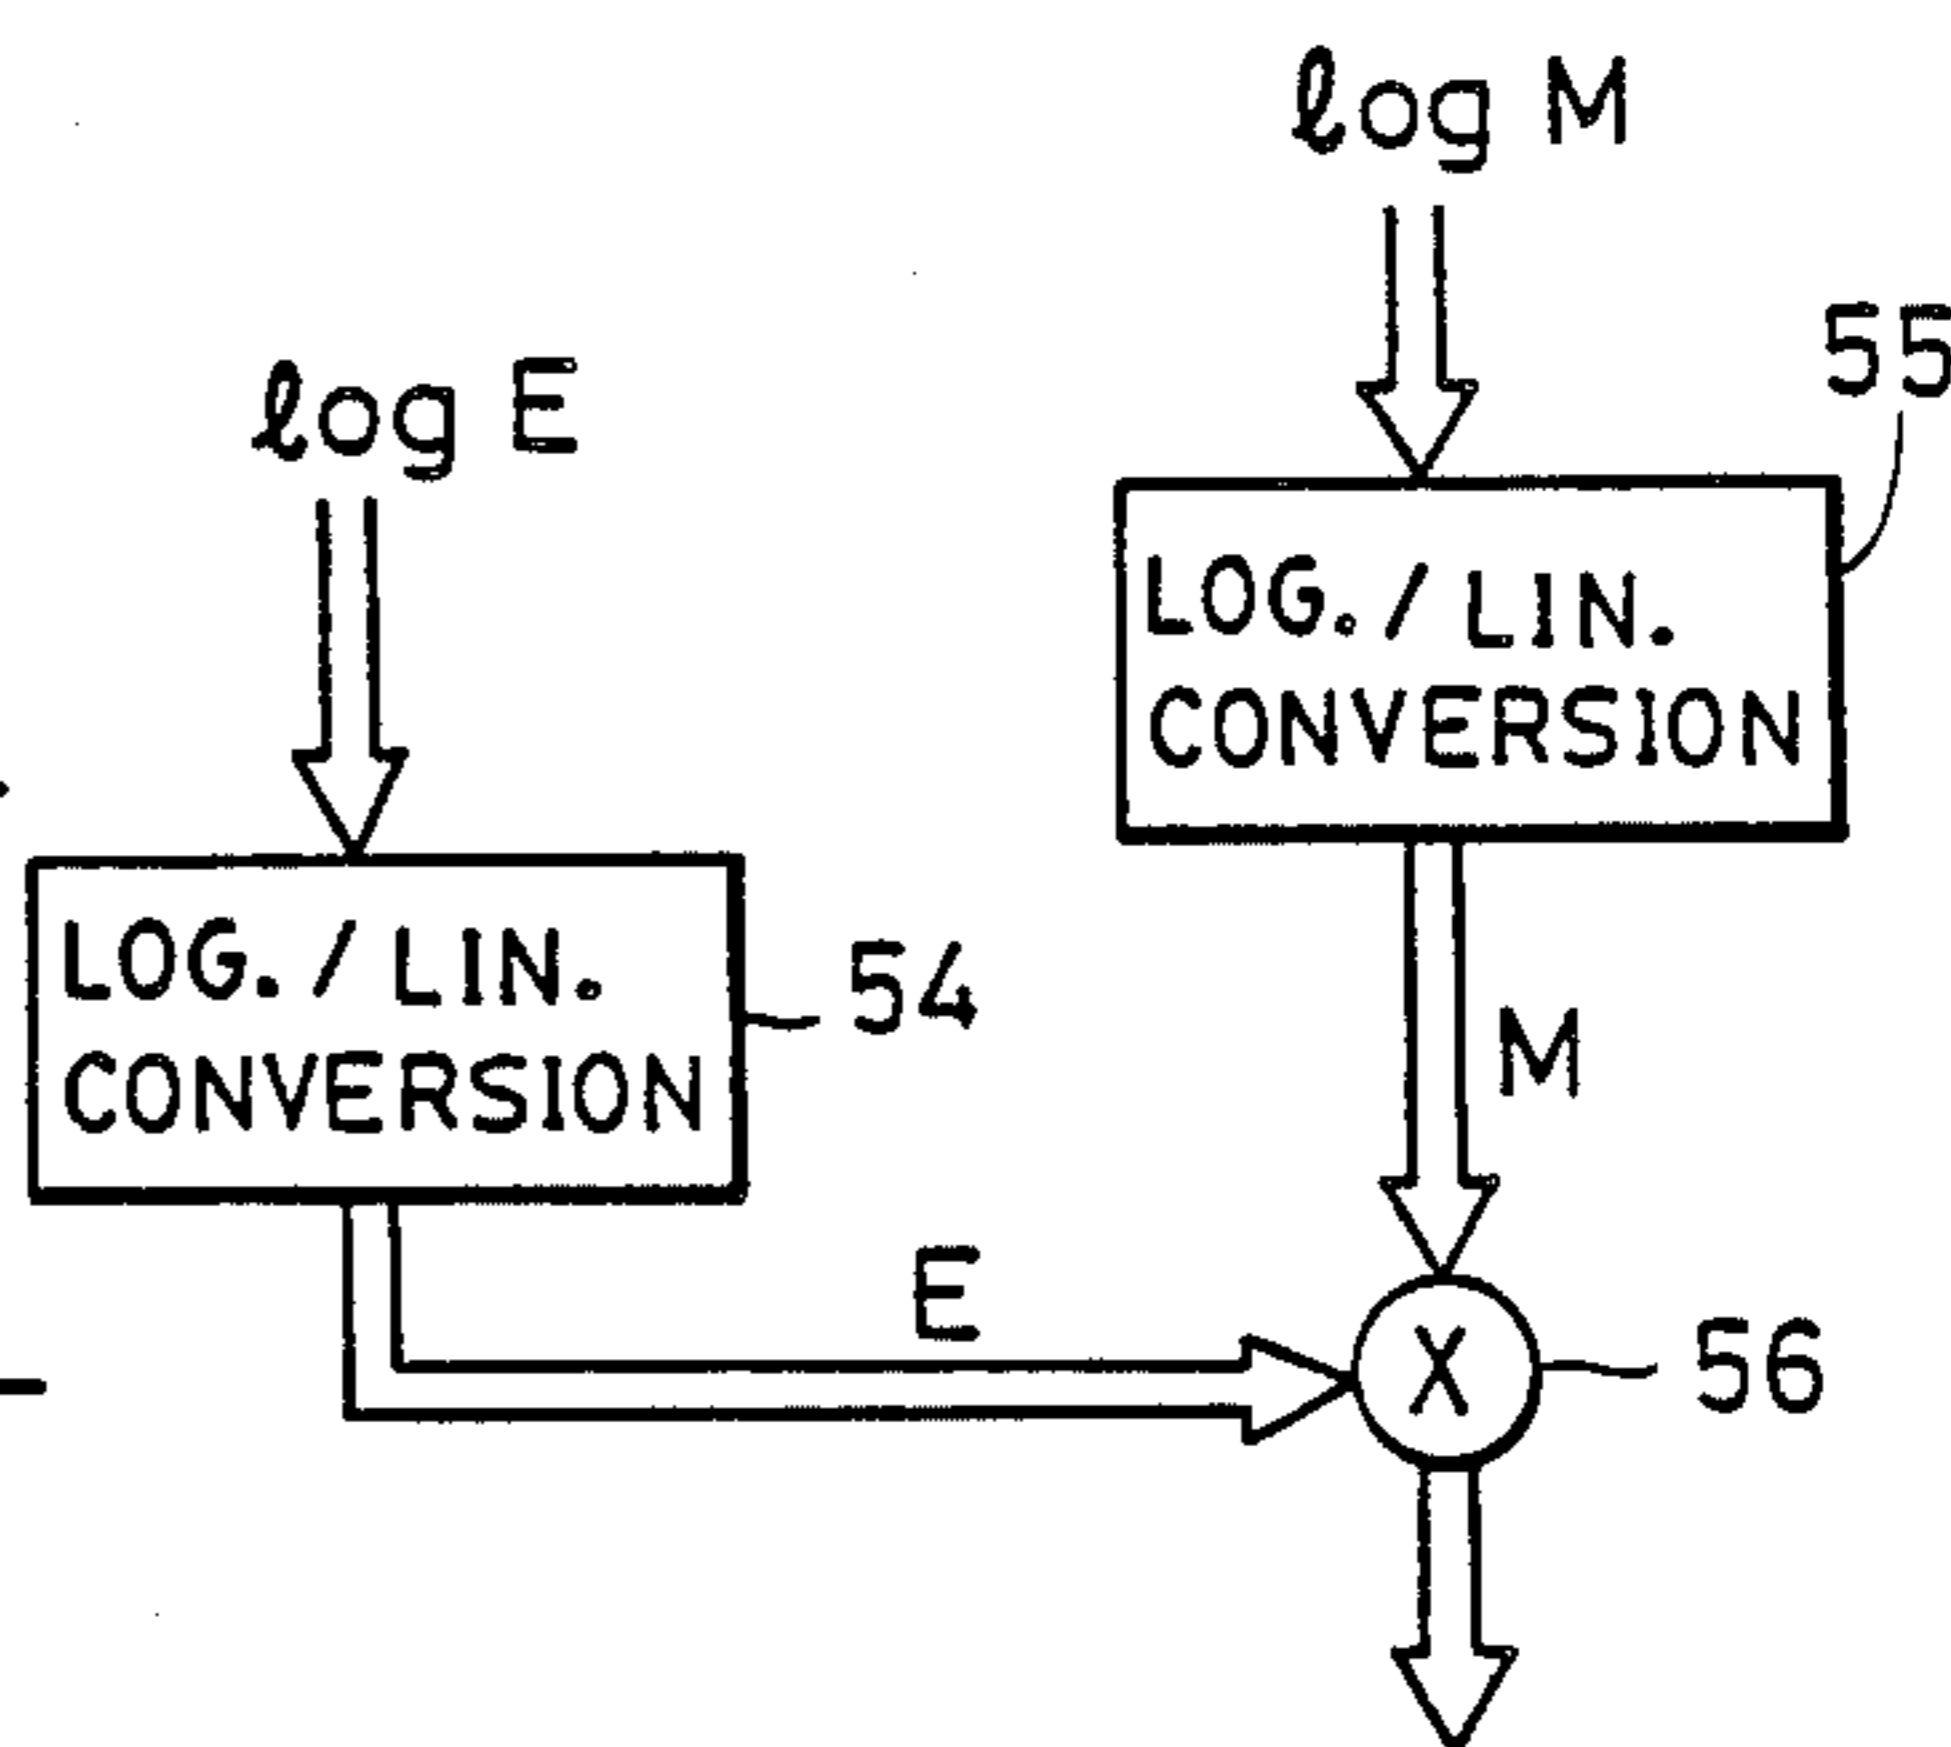 log M
55
log E
LOG. / LIN.
CONVERSION
LOG. / LIN.
CONVERSION
54
M
E
X
56